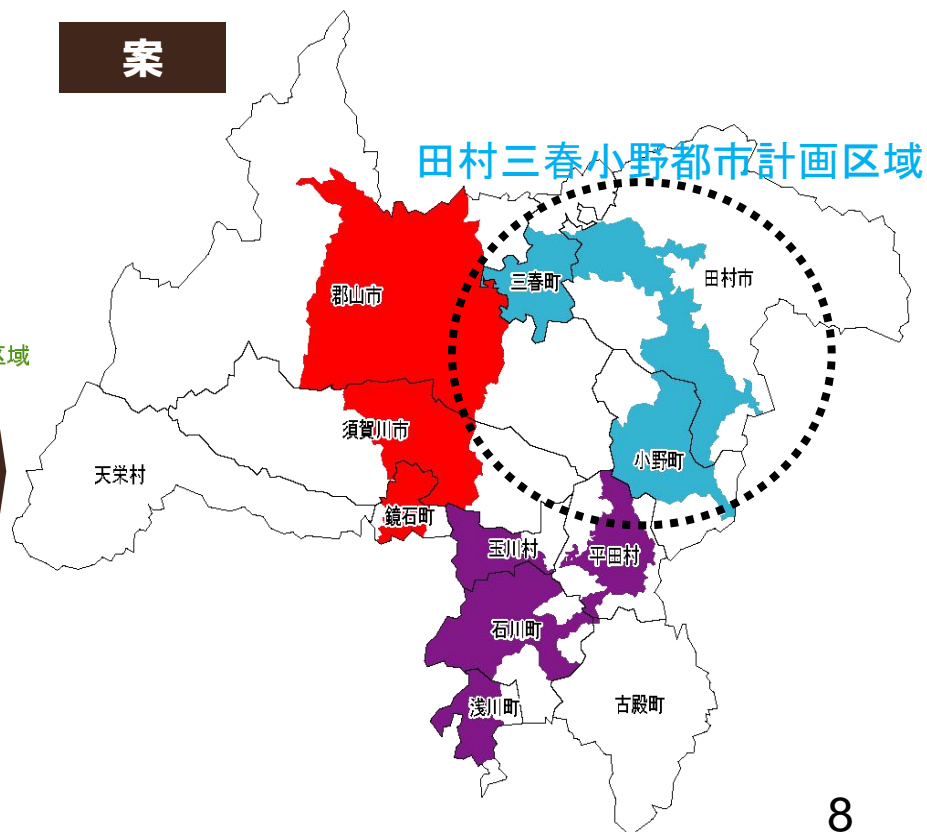 案
田村三春小野都市計画区域
三春町
田村市
郡山市
区域
須賀川市
天栄村
小野町
鏡石町
玉川村
平田村
石川町
浅川町
古殿町
8